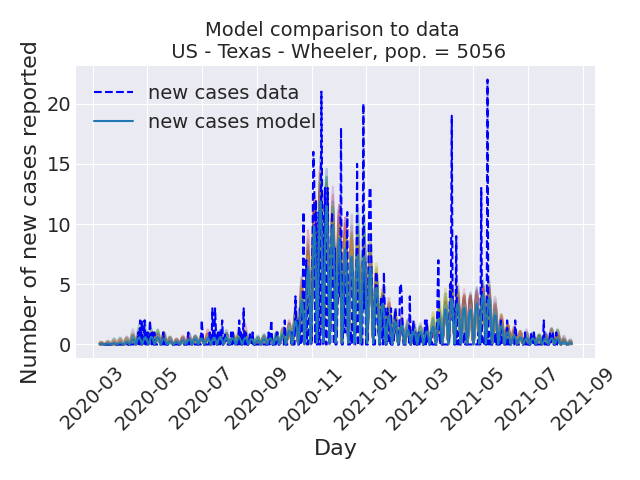 Model comparison to data
US - Texas - Wheeler, pop. = 5056
Number of new cases reported
20
15
10
5
0
new cases data
new cases model
2020-03
2020-05
2020-07
2020-09
2020-11
2021-01
2021-03
2021-05
2021-07
2021-09
Day